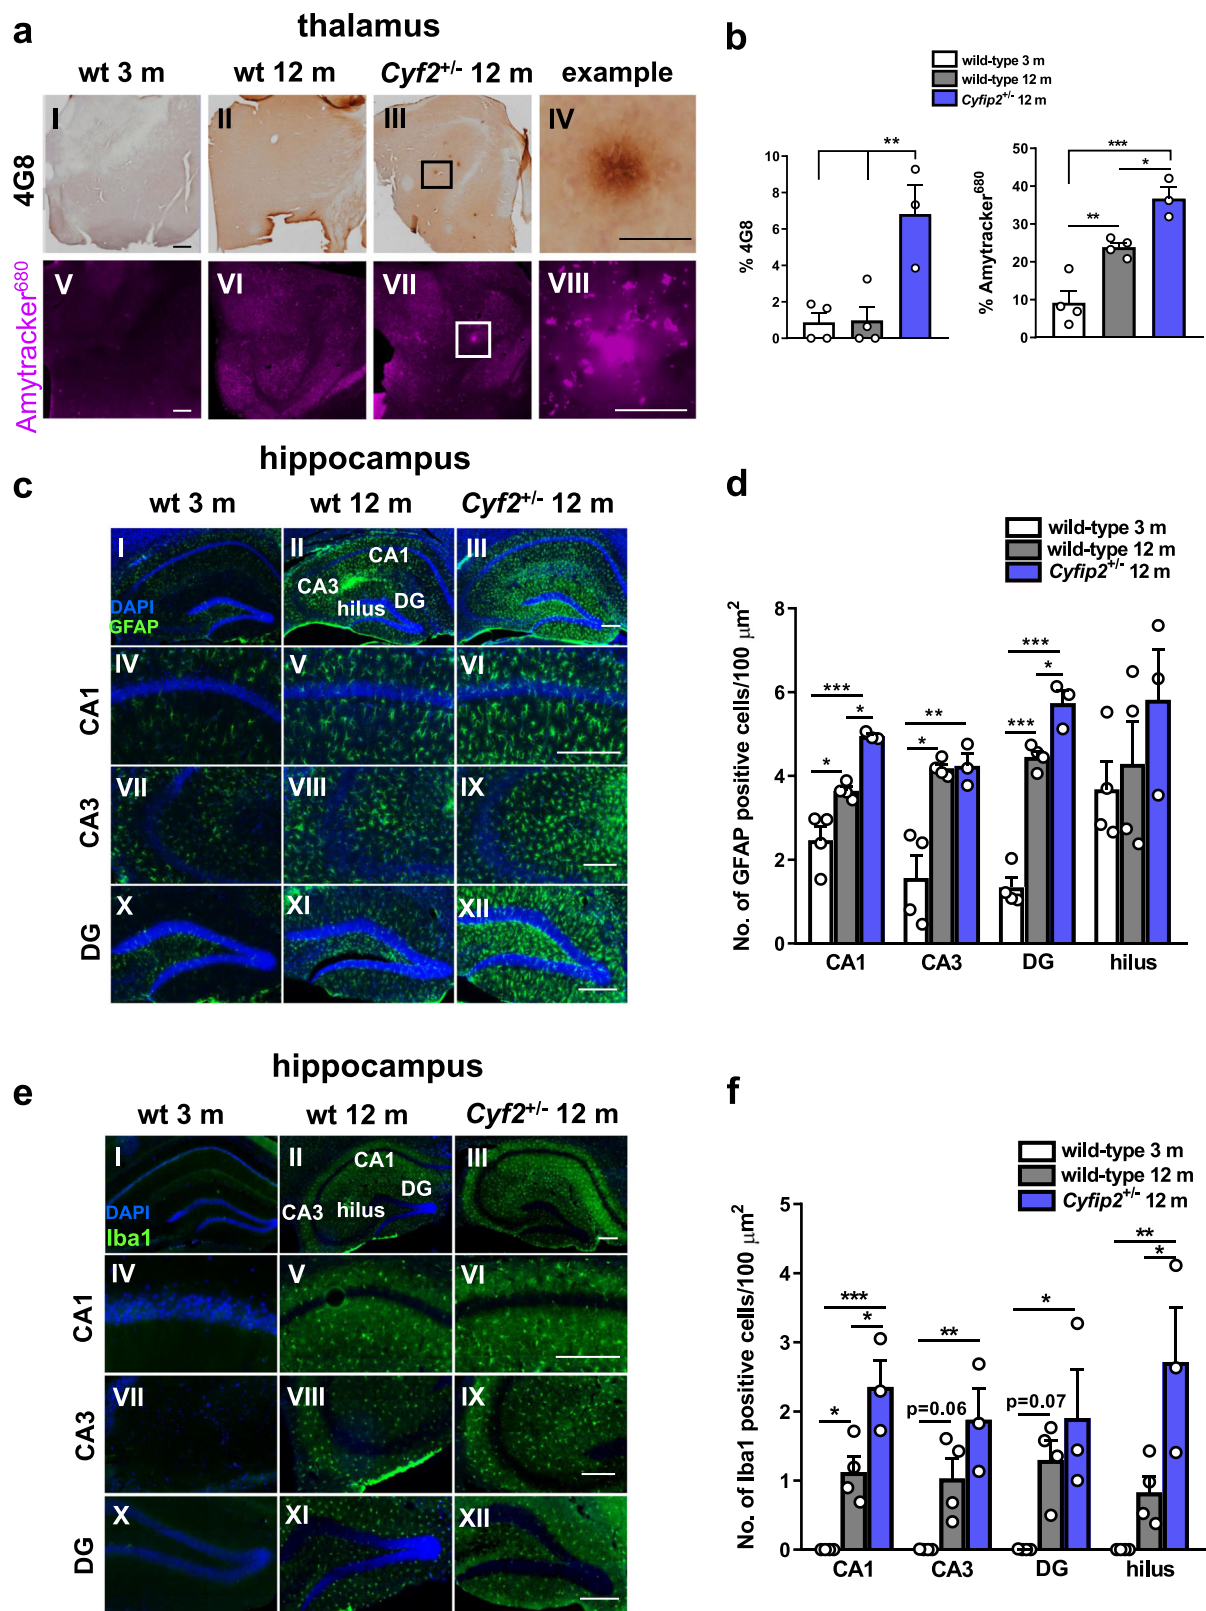 a
thalamus
wt 3 m wt 12 m Cyf2+/- 12 m example
4G8
I II III IV
Amytracker680
V VI VII VIII
b
wild-type 3 m
wild-type 12 m
Cyfip2+/- 12 m
% 4G8
10
8
6
4
2
0
**
% Amytracker680
50
40
30
20
10
0
***
*
**
hippocampus
c
wt 3 m wt 12 m Cyf2+/- 12 m
I II III
DAPI
GFAP
CA1
CA3
hilus DG
CA1
IV V VI
CA3
VII VIII IX
DG
X XI XII
d
wild-type 3 m
wild-type 12 m
Cyfip2+/- 12 m
No. of GFAP positive cells/100 µm2
8
6
4
2
0
*** * *
** *
*** * ***
CA1 CA3 DG hilus
hippocampus
e
wt 3 m wt 12 m Cyf2+/- 12 m
I II III
DAPI
Iba1
CA1
DG
CA3 hilus
CA1
IV V VI
CA3
VII VIII IX
DG
X XI XII
f
wild-type 3 m
wild-type 12 m
Cyfip2+/- 12 m
No. of Iba1 positive cells/100 µm2
5
4
3
2
1
0
*** * *
** p=0.06
* p=0.07
** *
CA1 CA3 DG hilus